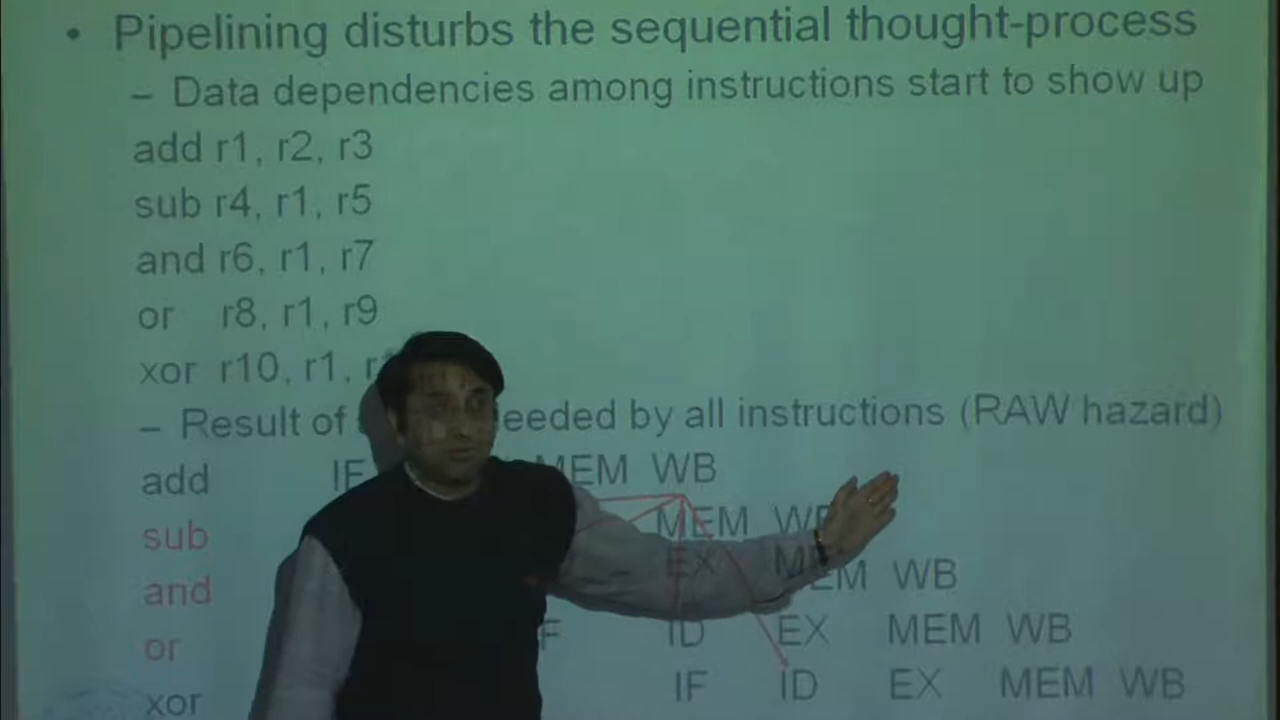 • Pipelining disturbs the sequential thought-process
– Data dependencies among instructions start to show up
add r1, r2, r3
sub r4, r1, r5
and r6, r1, r7
or r8, r1, r9
xor r10, r1,
– Result of needed by all instructions (RAW hazard)
add IF MEM WB
sub MEM WB
and EX MEM WB
or ID EX MEM WB
xor IF ID EX MEM WB